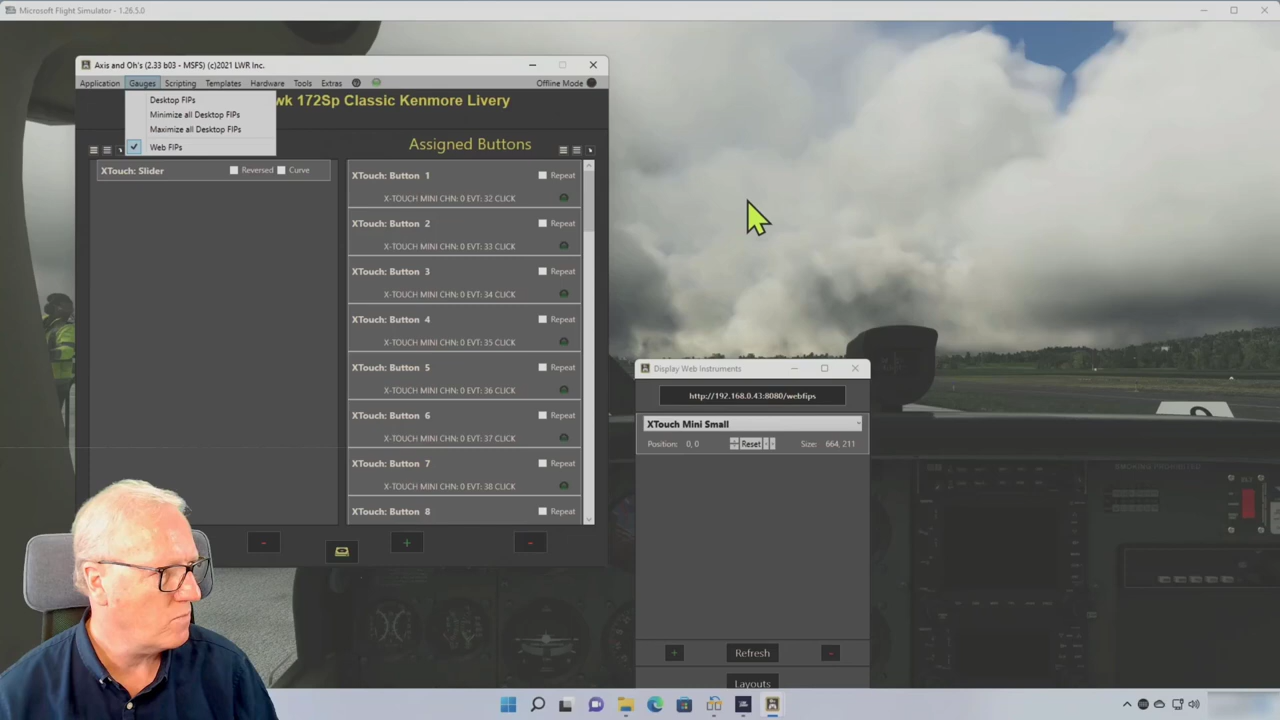 Microsoft Flight Simulator - 1.26.5.0
Axis and Oh's (2.33 b03 - MSFS) (c)2021 LWR Inc.
Application Gauges Scripting Templates Hardware Tools Extras Offline Mode
Desktop FIPs
Minimize all Desktop FIPs
Maximize all Desktop FIPs
Web FIPs
172Sp Classic Kenmore Livery
Assigned Buttons
XTouch: Slider Reversed Curve
XTouch: Button 1 Repeat
X-TOUCH MINI CHN: 0 EVT: 32 CLICK
XTouch: Button 2 Repeat
X-TOUCH MINI CHN: 0 EVT: 33 CLICK
XTouch: Button 3 Repeat
X-TOUCH MINI CHN: 0 EVT: 34 CLICK
XTouch: Button 4 Repeat
X-TOUCH MINI CHN: 0 EVT: 35 CLICK
XTouch: Button 5 Repeat
X-TOUCH MINI CHN: 0 EVT: 36 CLICK
XTouch: Button 6 Repeat
X-TOUCH MINI CHN: 0 EVT: 37 CLICK
XTouch: Button 7 Repeat
X-TOUCH MINI CHN: 0 EVT: 38 CLICK
XTouch: Button 8 Repeat
- + -
Display Web Instruments
http://192.168.0.43:8080/webfips
XTouch Mini Small
Position: 0, 0 Reset Size: 664, 211
+ Refresh -
Layouts
SMOKING PROHIBITED